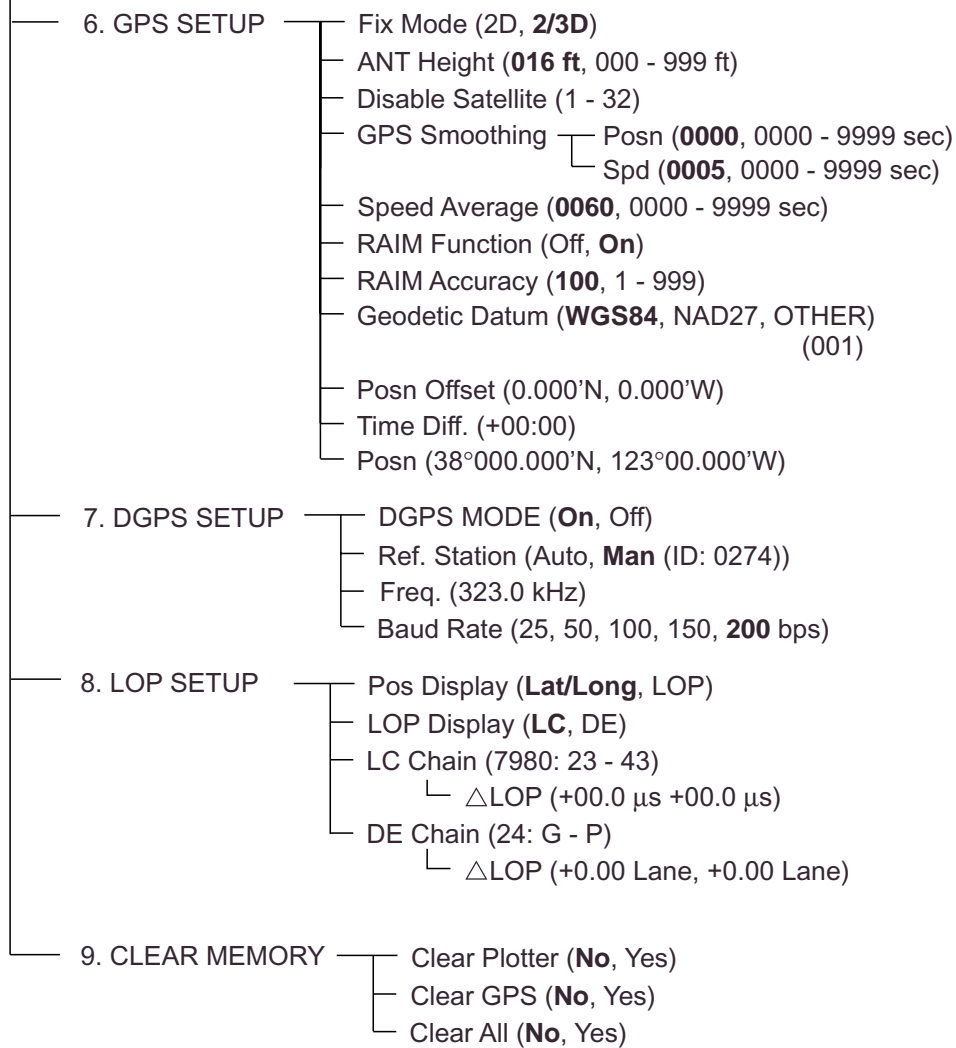 6. GPS SETUP
Fix Mode (2D, 2/3D)
ANT Height (016 ft, 000 - 999 ft)
Disable Satellite (1 - 32)
GPS Smoothing
Posn (0000, 0000 - 9999 sec)
Spd (0005, 0000 - 9999 sec)
Speed Average (0060, 0000 - 9999 sec)
RAIM Function (Off, On)
RAIM Accuracy (100, 1 - 999)
Geodetic Datum (WGS84, NAD27, OTHER)
(001)
Posn Offset (0.000’N, 0.000’W)
Time Diff. (+00:00)
Posn (38°000.000’N, 123°00.000’W)
7. DGPS SETUP
DGPS MODE (On, Off)
Ref. Station (Auto, Man (ID: 0274))
Freq. (323.0 kHz)
Baud Rate (25, 50, 100, 150, 200 bps)
8. LOP SETUP
Pos Display (Lat/Long, LOP)
LOP Display (LC, DE)
LC Chain (7980: 23 - 43)
△LOP (+00.0 μs +00.0 μs)
DE Chain (24: G - P)
△LOP (+0.00 Lane, +0.00 Lane)
9. CLEAR MEMORY
Clear Plotter (No, Yes)
Clear GPS (No, Yes)
Clear All (No, Yes)